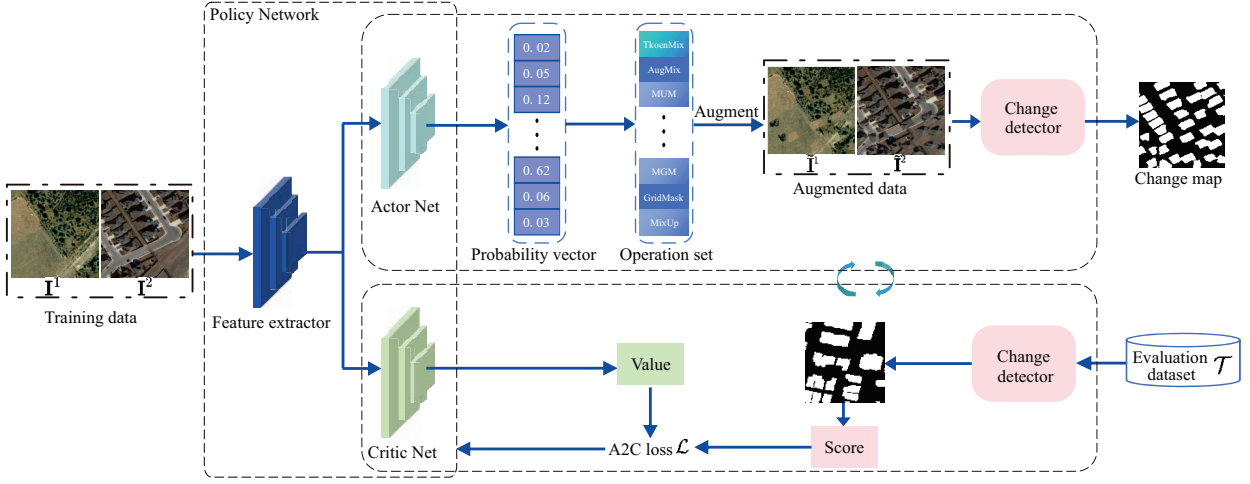 Policy Network
0. 02
0. 05
0. 12
0. 62
0. 06
0. 03
Actor Net
Probability vector
TkoenMix
AugMix
MUM
MGM
GridMask
MixUp
Operation set
Augment
Ĩ¹
Ĩ²
Augmented data
Change
detector
Change map
I¹
I²
Training data
Feature extractor
Critic Net
Value
A2C loss ℒ
Score
Change
detector
Evaluation
dataset 𝒯